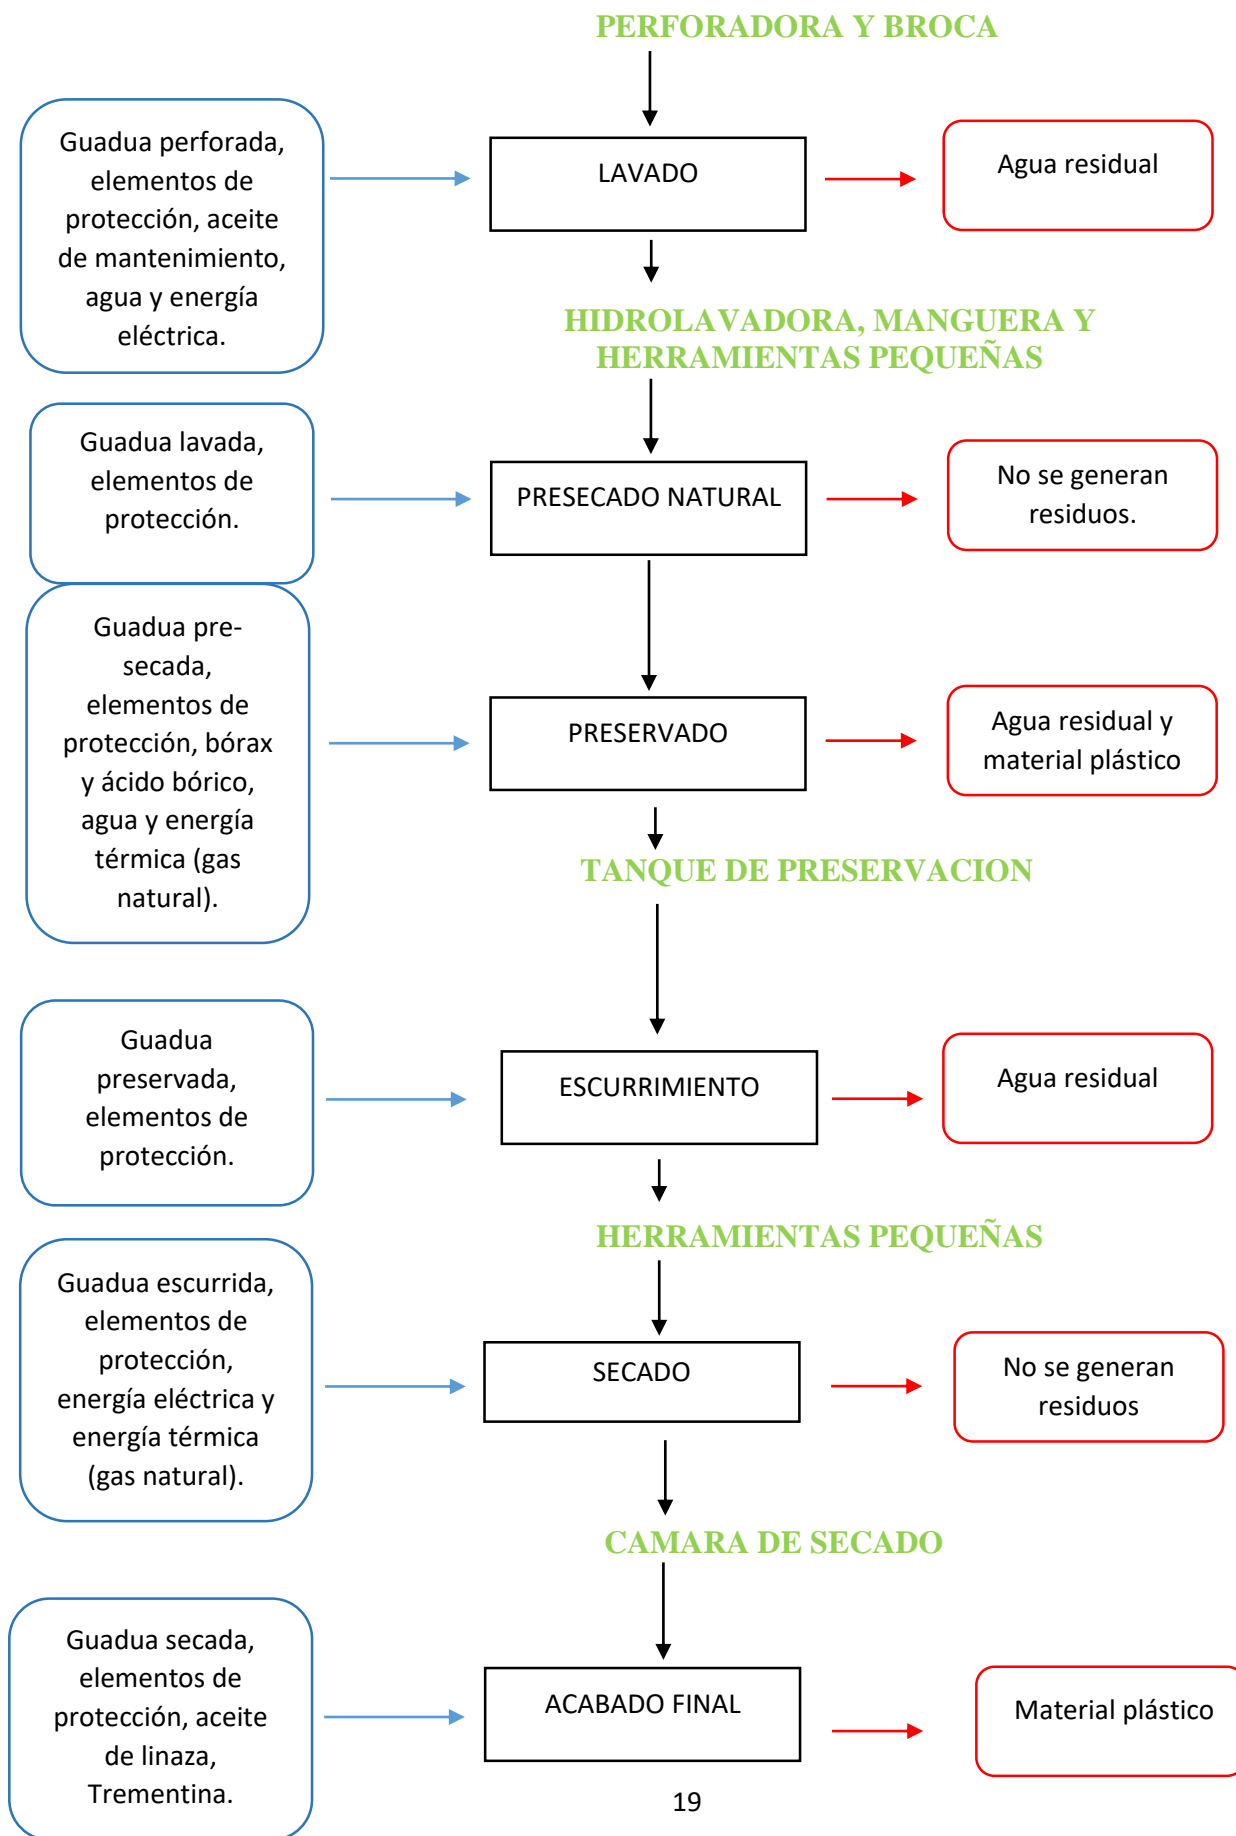 PERFORADORA Y BROCA
Guadua perforada,
elementos de
protección, aceite
de mantenimiento,
agua y energía
eléctrica.
LAVADO
Agua residual
HIDROLAVADORA, MANGUERA Y
HERRAMIENTAS PEQUEÑAS
Guadua lavada,
elementos de
protección.
PRESECADO NATURAL
No se generan
residuos.
Guadua pre-
secada,
elementos de
protección, bórax
y ácido bórico,
agua y energía
térmica (gas
natural).
PRESERVADO
Agua residual y
material plástico
TANQUE DE PRESERVACION
Guadua
preservada,
elementos de
protección.
ESCURRIMIENTO
Agua residual
HERRAMIENTAS PEQUEÑAS
Guadua escurrida,
elementos de
protección,
energía eléctrica y
energía térmica
(gas natural).
SECADO
No se generan
residuos
CAMARA DE SECADO
Guadua secada,
elementos de
protección, aceite
de linaza,
Trementina.
ACABADO FINAL
Material plástico
19